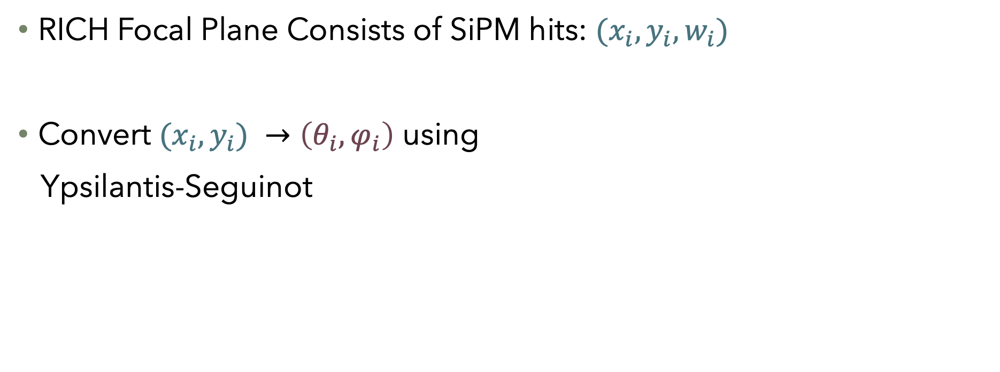 • RICH Focal Plane Consists of SiPM hits: (xᵢ, yᵢ, wᵢ)
• Convert (xᵢ, yᵢ) → (θᵢ, φᵢ) using
Ypsilantis-Seguinot